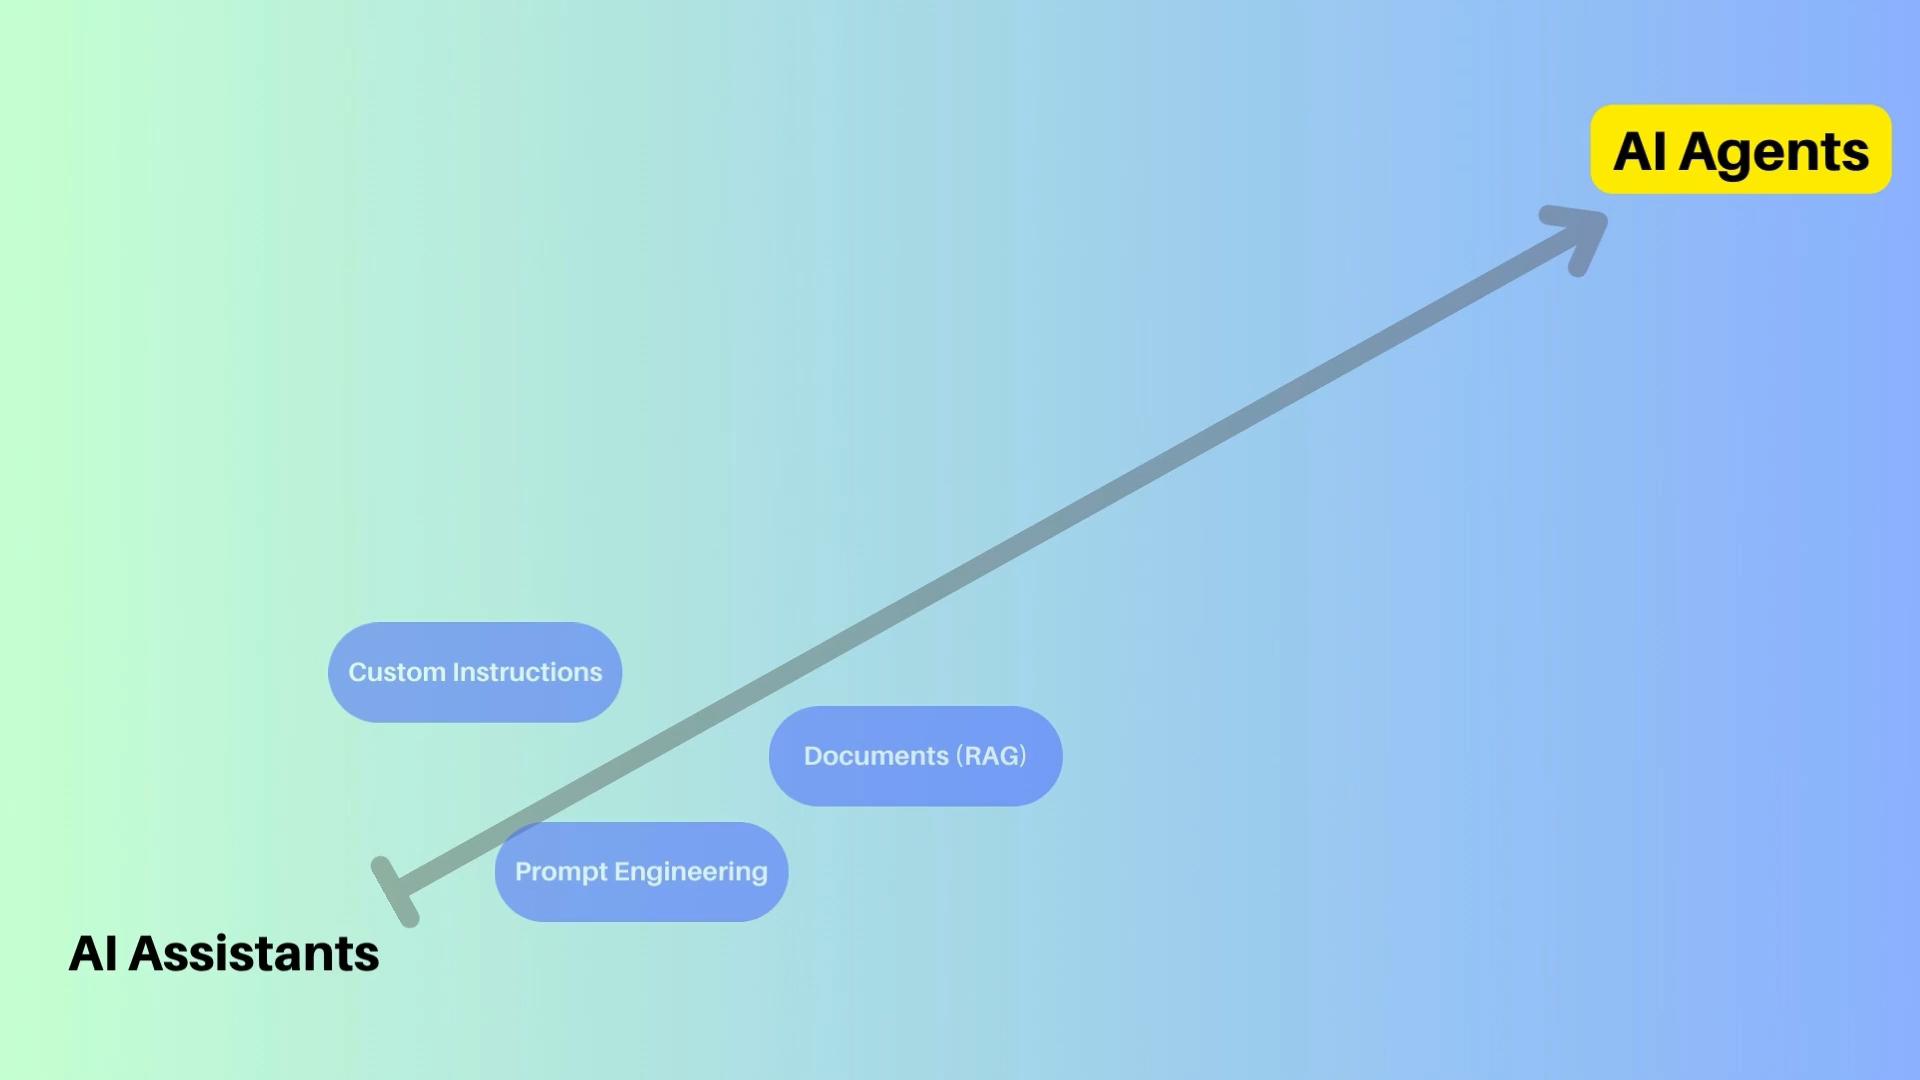 AI Agents
Custom Instructions
Documents (RAG)
Prompt Engineering
AI Assistants